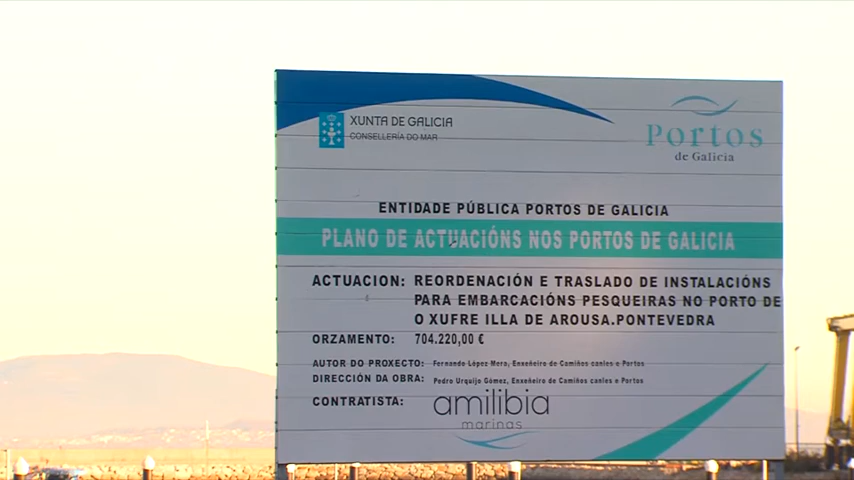 XUNTA DE GALICIA
CONSELLERÍA DO MAR
Portos
de Galicia
ENTIDADE PÚBLICA PORTOS DE GALICIA
PLANO DE ACTUACIÓNS NOS PORTOS DE GALICIA
ACTUACION: REORDENACIÓN E TRASLADO DE INSTALACIÓNS
PARA EMBARCACIÓNS PESQUEIRAS NO PORTO DE
O XUFRE ILLA DE AROUSA.PONTEVEDRA
ORZAMENTO: 704.220,00 €
AUTOR DO PROXECTO: Fernando López Mera, Enxeñeiro de Camiños canles e Portos
DIRECCIÓN DA OBRA: Pedro Urquijo Gómez, Enxeñeiro de Camiños canles e Portos
CONTRATISTA: amilibia
marinas